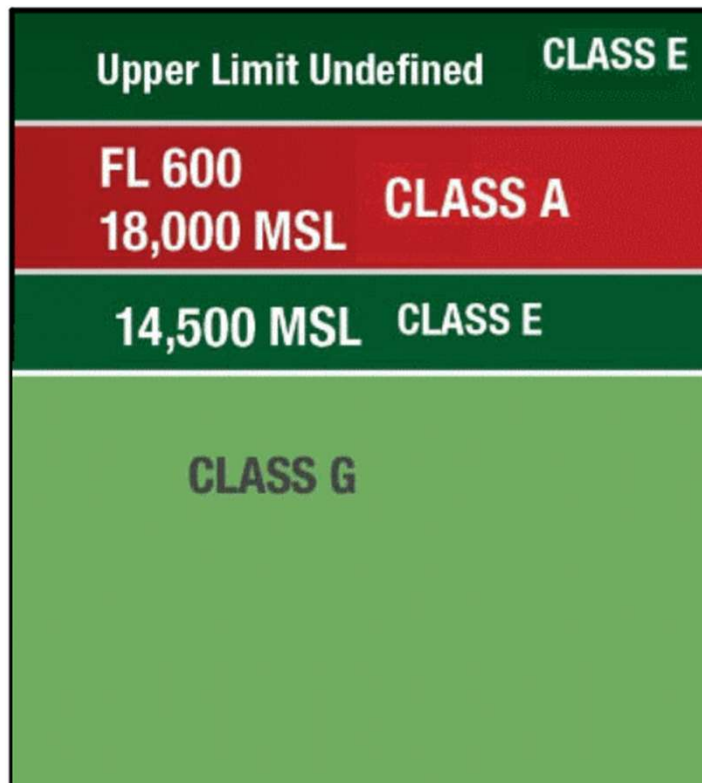 Upper Limit Undefined CLASS E
FL 600
18,000 MSL
CLASS A
14,500 MSL CLASS E
CLASS G